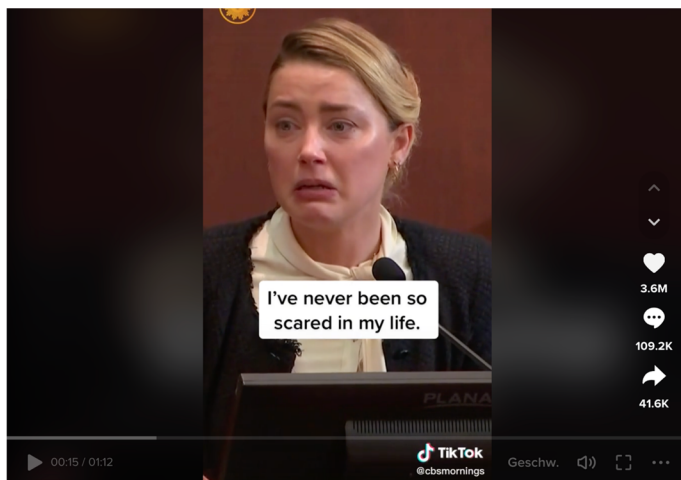 I've never been so
scared in my life.
3.6M
109.2K
41.6K
PLANA
TikTok
@cbsmornings
00:15 / 01:12
Geschw.